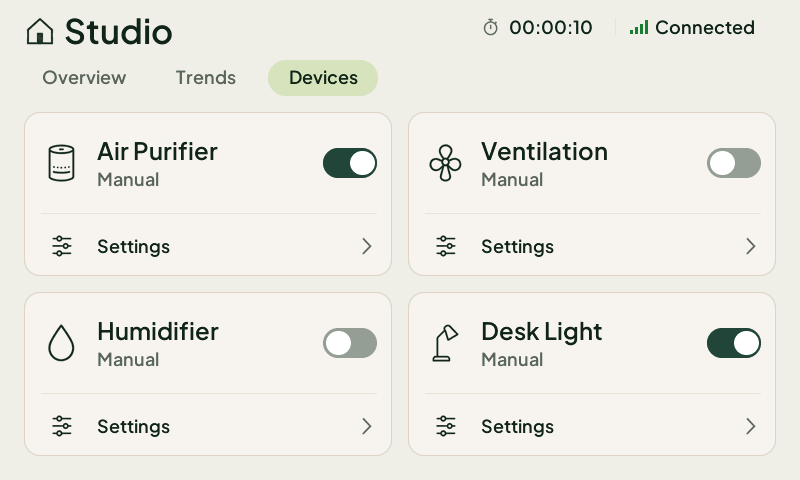 Studio
00:00:10
Connected
Overview
Trends
Devices
Air Purifier
Manual
Settings
Ventilation
Manual
Settings
Humidifier
Manual
Settings
Desk Light
Manual
Settings